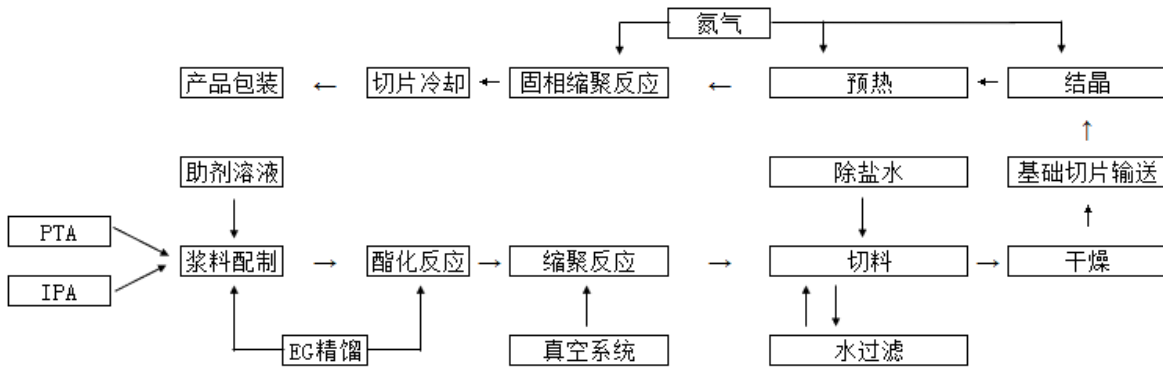 氮气
产品包装
切片冷却
固相缩聚反应
预热
结晶
助剂溶液
除盐水
基础切片输送
PTA
浆料配制
酯化反应
缩聚反应
切料
干燥
IPA
EG精馏
真空系统
水过滤